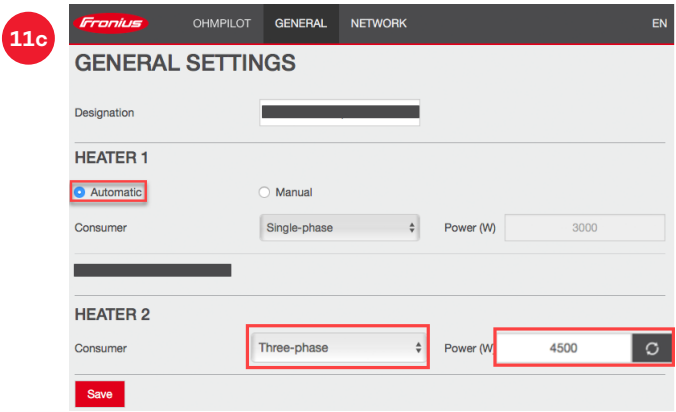 11c
Fronius OHMPILOT GENERAL NETWORK EN
GENERAL SETTINGS
Designation
HEATER 1
Automatic Manual
Consumer Single-phase Power (W) 3000
HEATER 2
Consumer Three-phase Power (W) 4500
Save